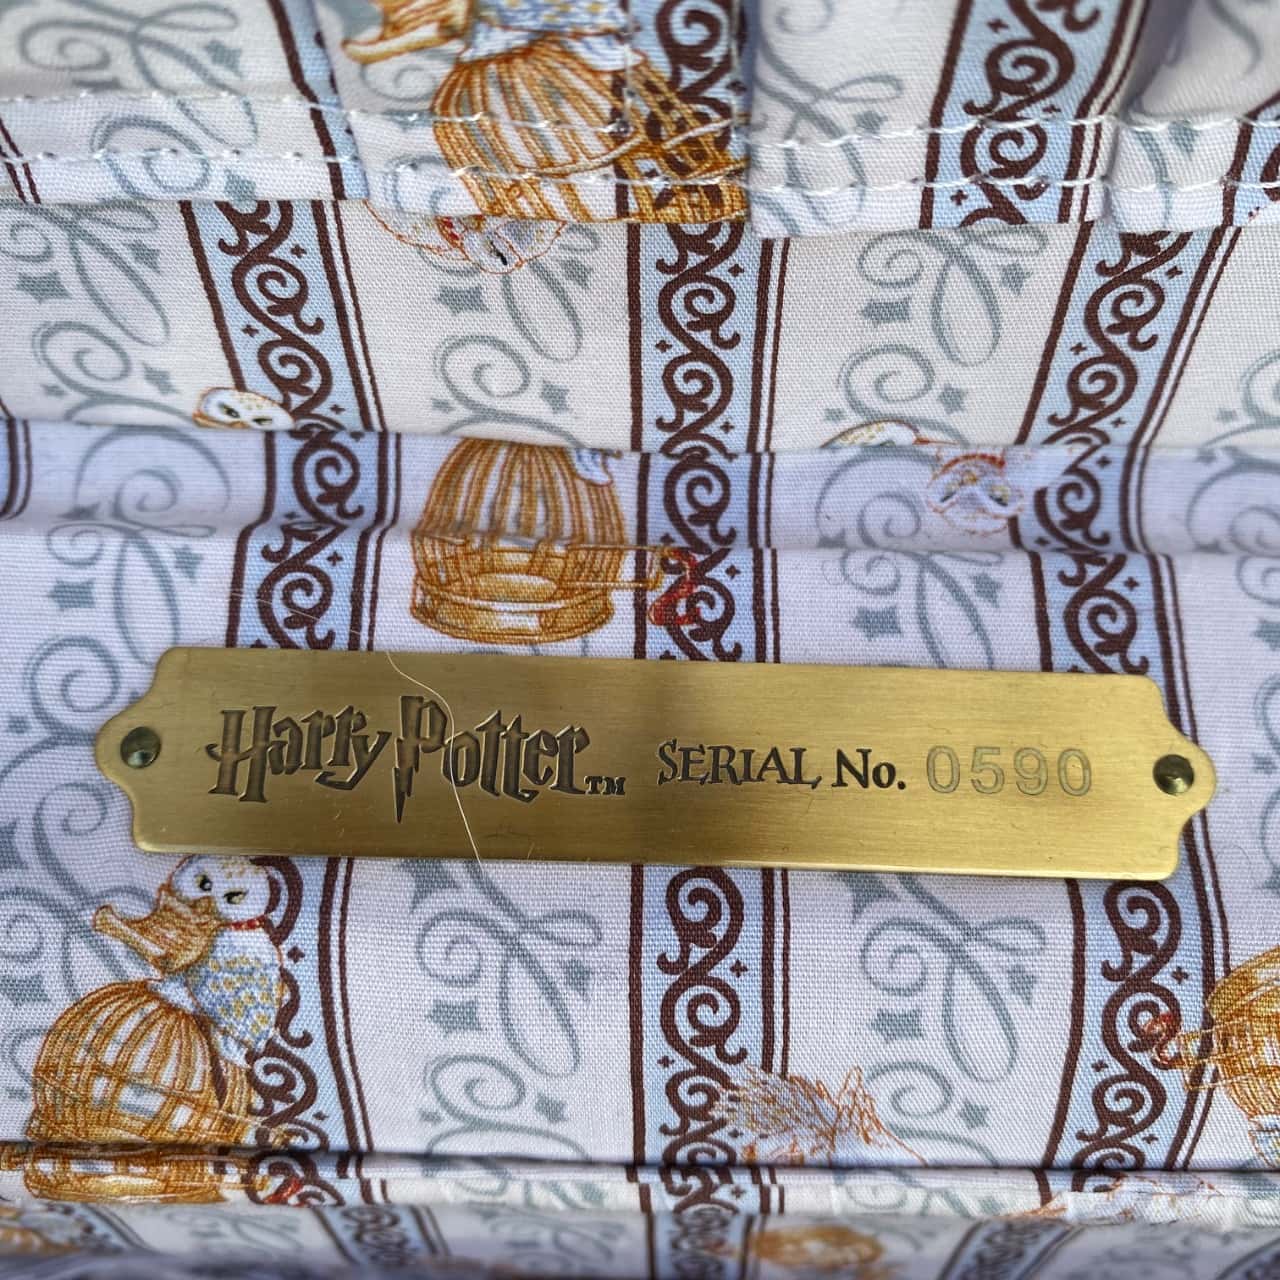 Harry Potter™ SERIAL No. 0590